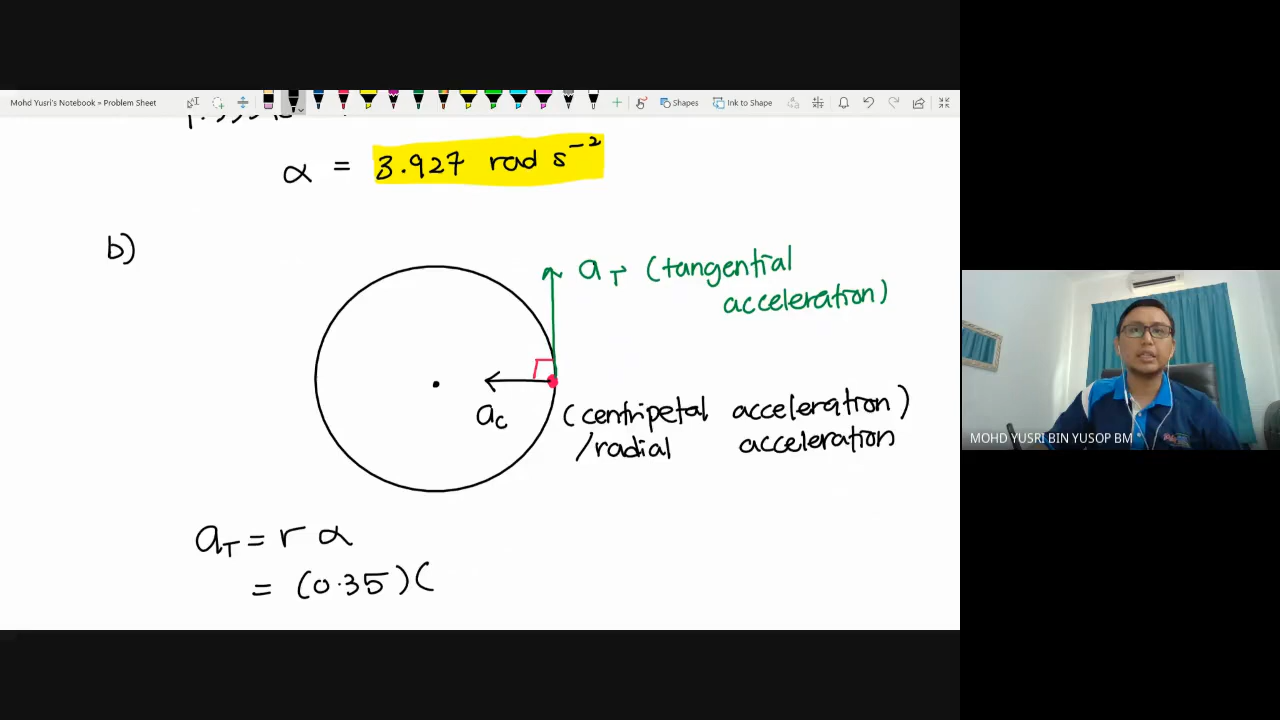 Mohd Yusri's Notebook » Problem Sheet
Shapes
Ink to Shape
α = 3.927 rad s⁻²
b)
a_T (tangential
acceleration)
a_c
(centripetal acceleration)
/radial acceleration
a_T = r α
= (0.35)(
MOHD YUSRI BIN YUSOP BM